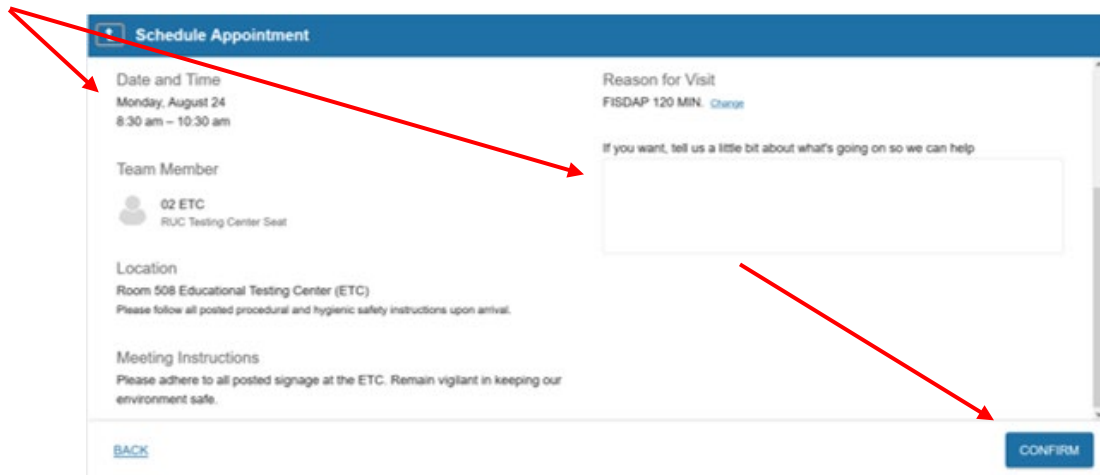 Schedule Appointment
Date and Time
Monday, August 24
8:30 am – 10:30 am
Team Member
02 ETC
RUC Testing Center Seat
Location
Room 508 Educational Testing Center (ETC)
Please follow all posted procedural and hygienic safety instructions upon arrival.
Meeting Instructions
Please adhere to all posted signage at the ETC. Remain vigilant in keeping our
environment safe.
Reason for Visit
FISDAP 120 MIN. Change
If you want, tell us a little bit about what's going on so we can help
BACK
CONFIRM